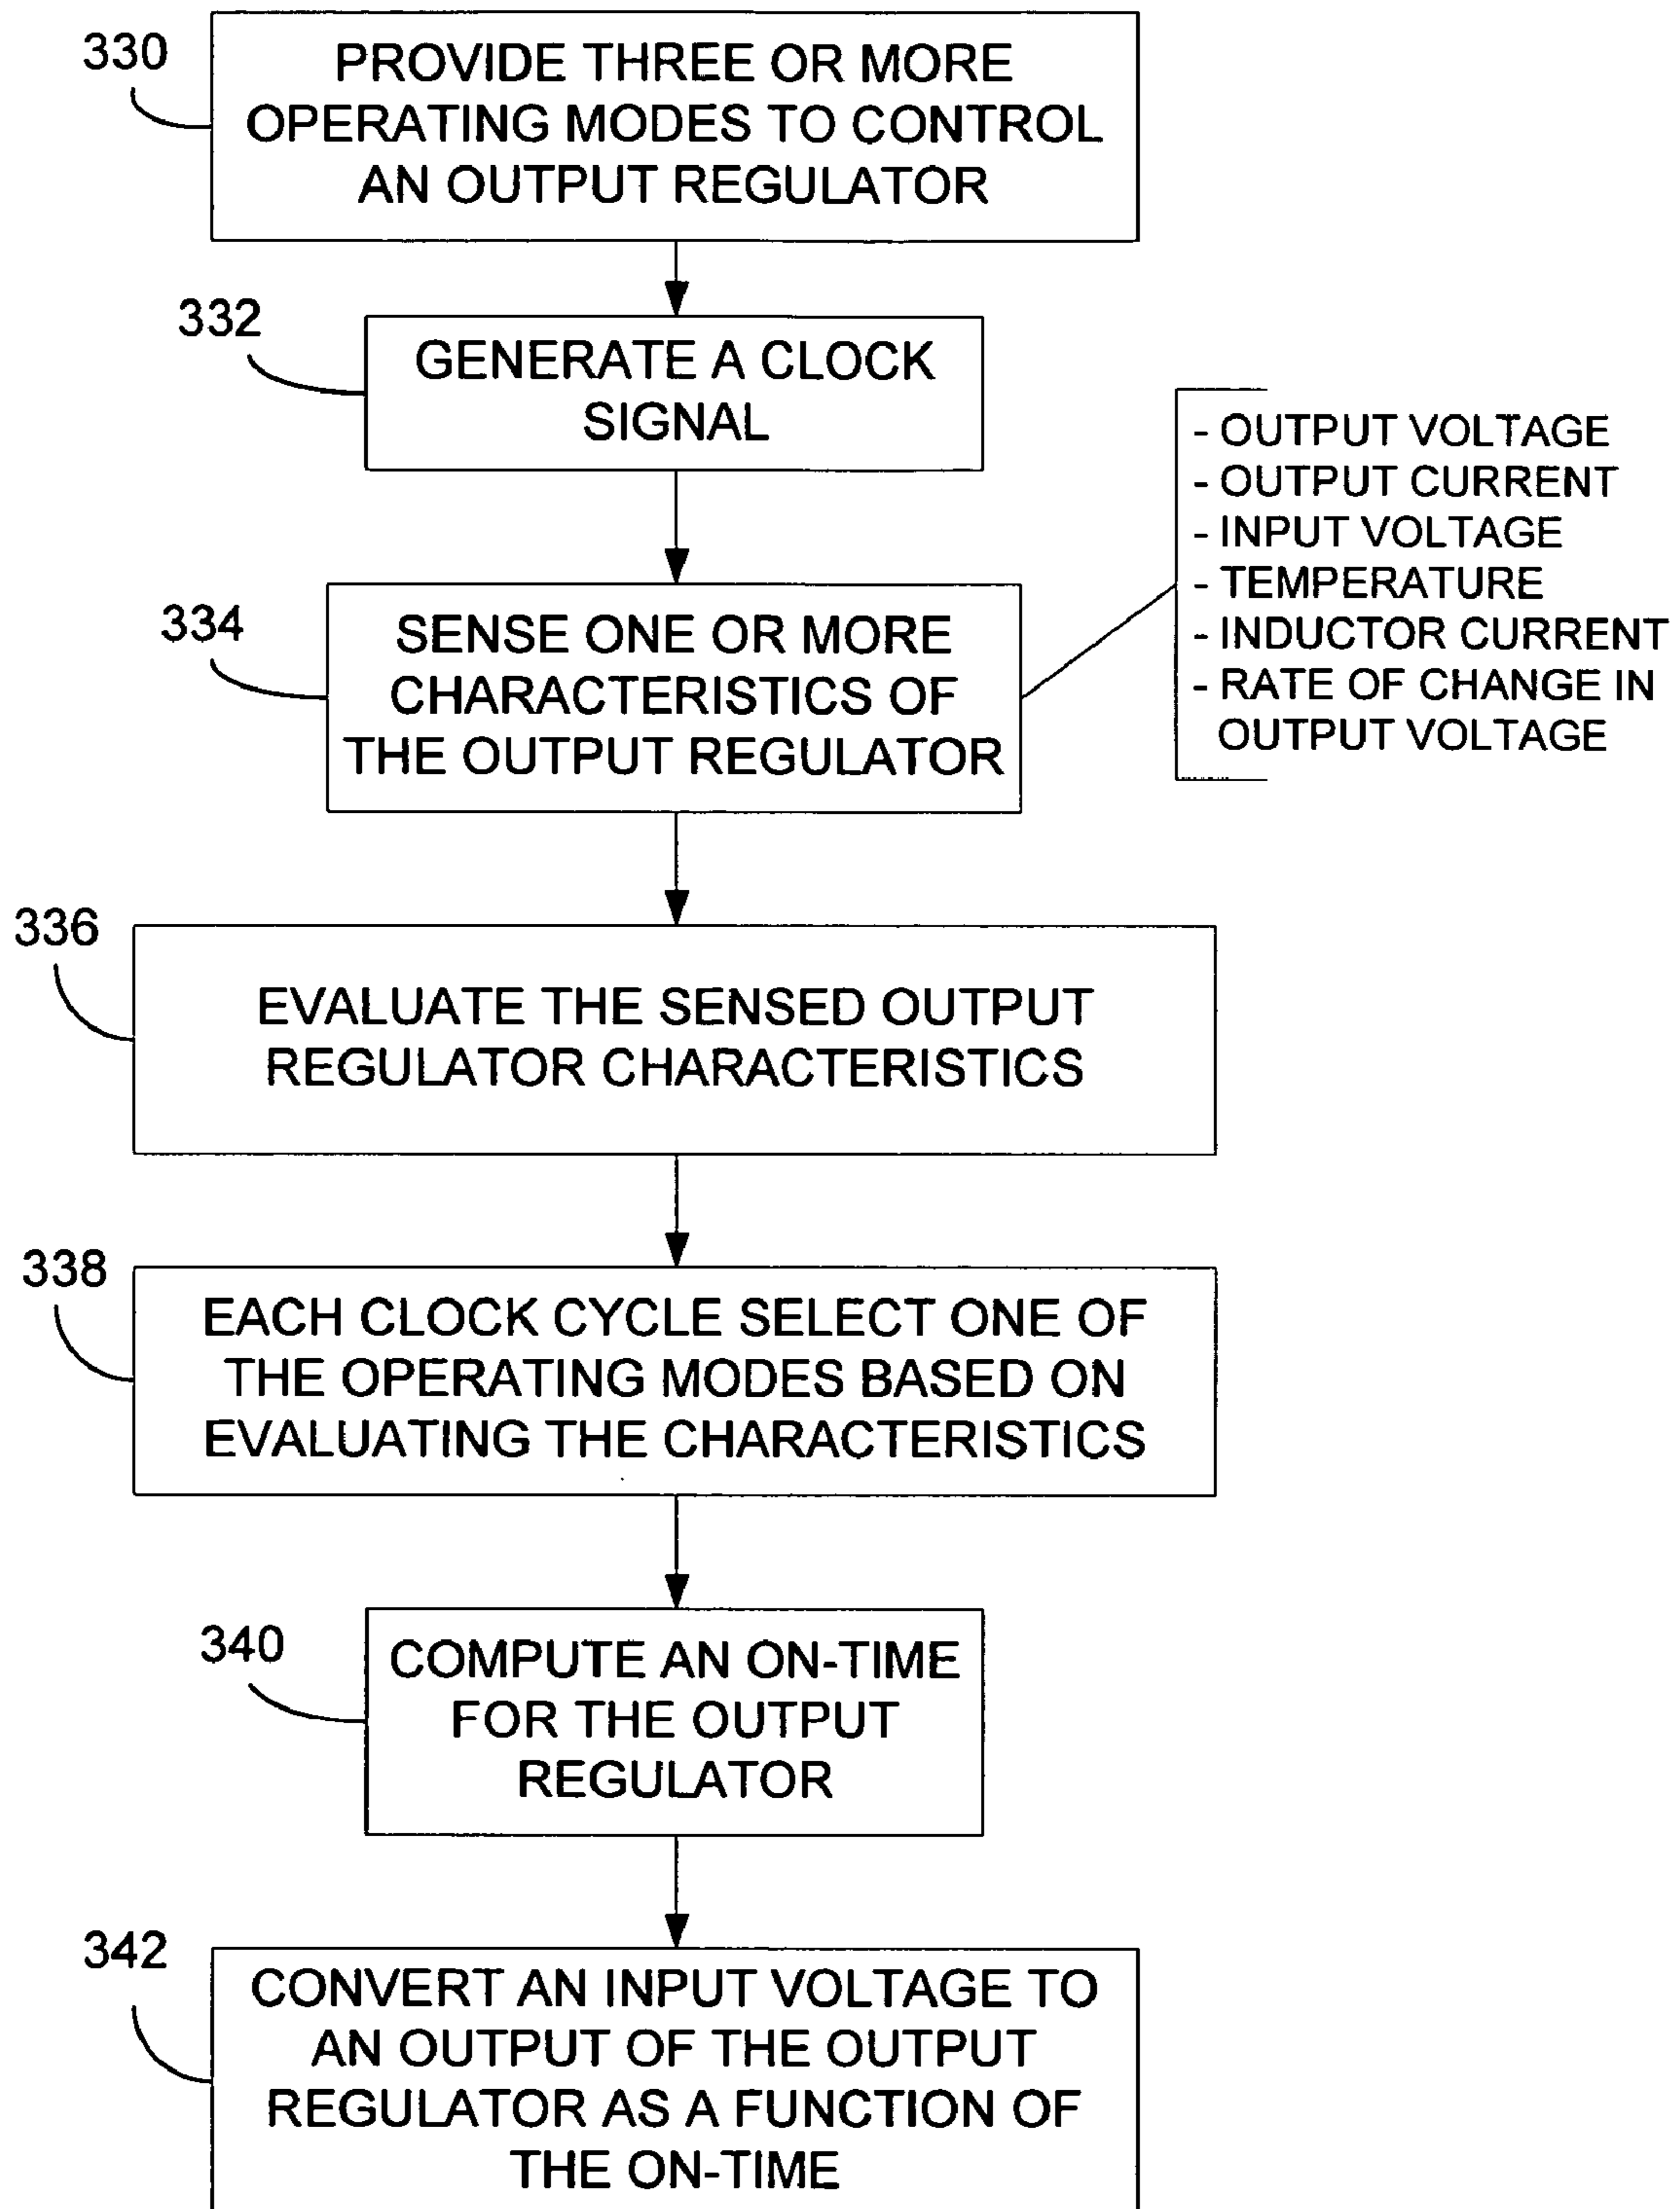 330
PROVIDE THREE OR MORE
OPERATING MODES TO CONTROL
AN OUTPUT REGULATOR
332
GENERATE A CLOCK
SIGNAL
334
SENSE ONE OR MORE
CHARACTERISTICS OF
THE OUTPUT REGULATOR
- OUTPUT VOLTAGE
- OUTPUT CURRENT
- INPUT VOLTAGE
- TEMPERATURE
- INDUCTOR CURRENT
- RATE OF CHANGE IN
OUTPUT VOLTAGE
336
EVALUATE THE SENSED OUTPUT
REGULATOR CHARACTERISTICS
338
EACH CLOCK CYCLE SELECT ONE OF
THE OPERATING MODES BASED ON
EVALUATING THE CHARACTERISTICS
340
COMPUTE AN ON-TIME
FOR THE OUTPUT
REGULATOR
342
CONVERT AN INPUT VOLTAGE TO
AN OUTPUT OF THE OUTPUT
REGULATOR AS A FUNCTION OF
THE ON-TIME